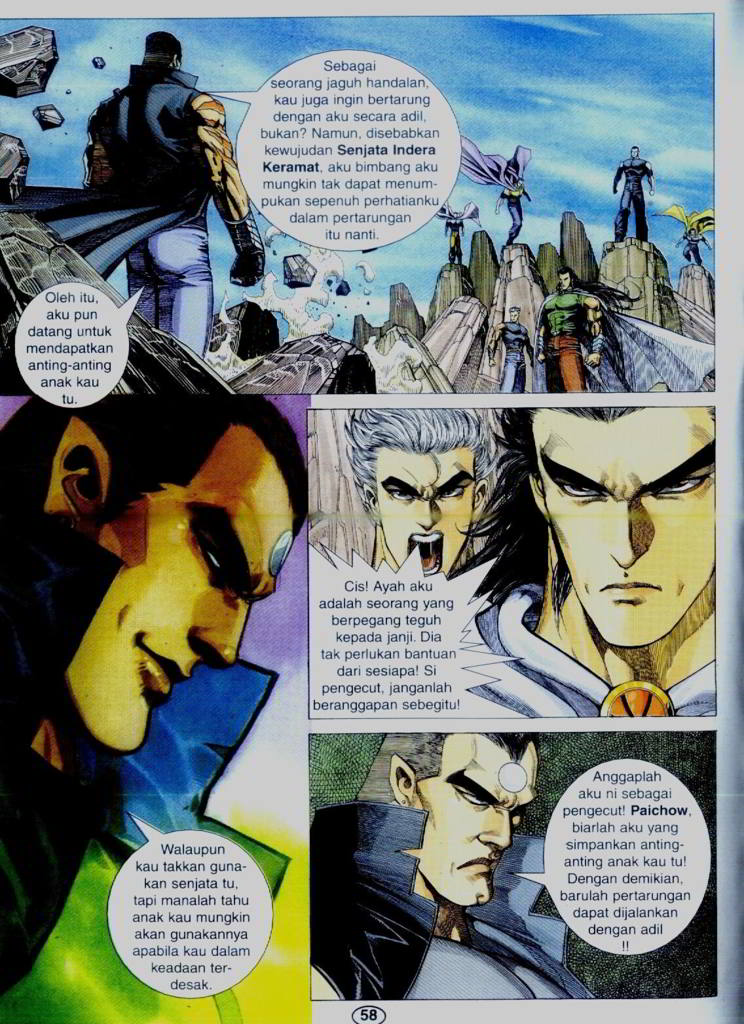 Sebagai
seorang jaguh handalan,
kau juga ingin bertarung
dengan aku secara adil,
bukan? Namun, disebabkan
kewujudan Senjata Indera
Keramat, aku bimbang aku
mungkin tak dapat menum-
pukan sepenuh perhatianku
dalam pertarungan
itu nanti.
Oleh itu,
aku pun
datang untuk
mendapatkan
anting-anting
anak kau
tu.
Cis! Ayah aku
adalah seorang yang
berpegang teguh
kepada janji. Dia
tak perlukan bantuan
dari sesiapa! Si
pengecut, janganlah
beranggapan sebegitu!
Walaupun
kau takkan guna-
kan senjata tu,
tapi manalah tahu
anak kau mungkin
akan gunakannya
apabila kau dalam
keadaan ter-
desak.
Anggaplah
aku ni sebagai
pengecut! Paichow,
biarlah aku yang
simpankan anting-
anting anak kau tu!
Dengan demikian,
barulah pertarungan
dapat dijalankan
dengan adil
!!
58